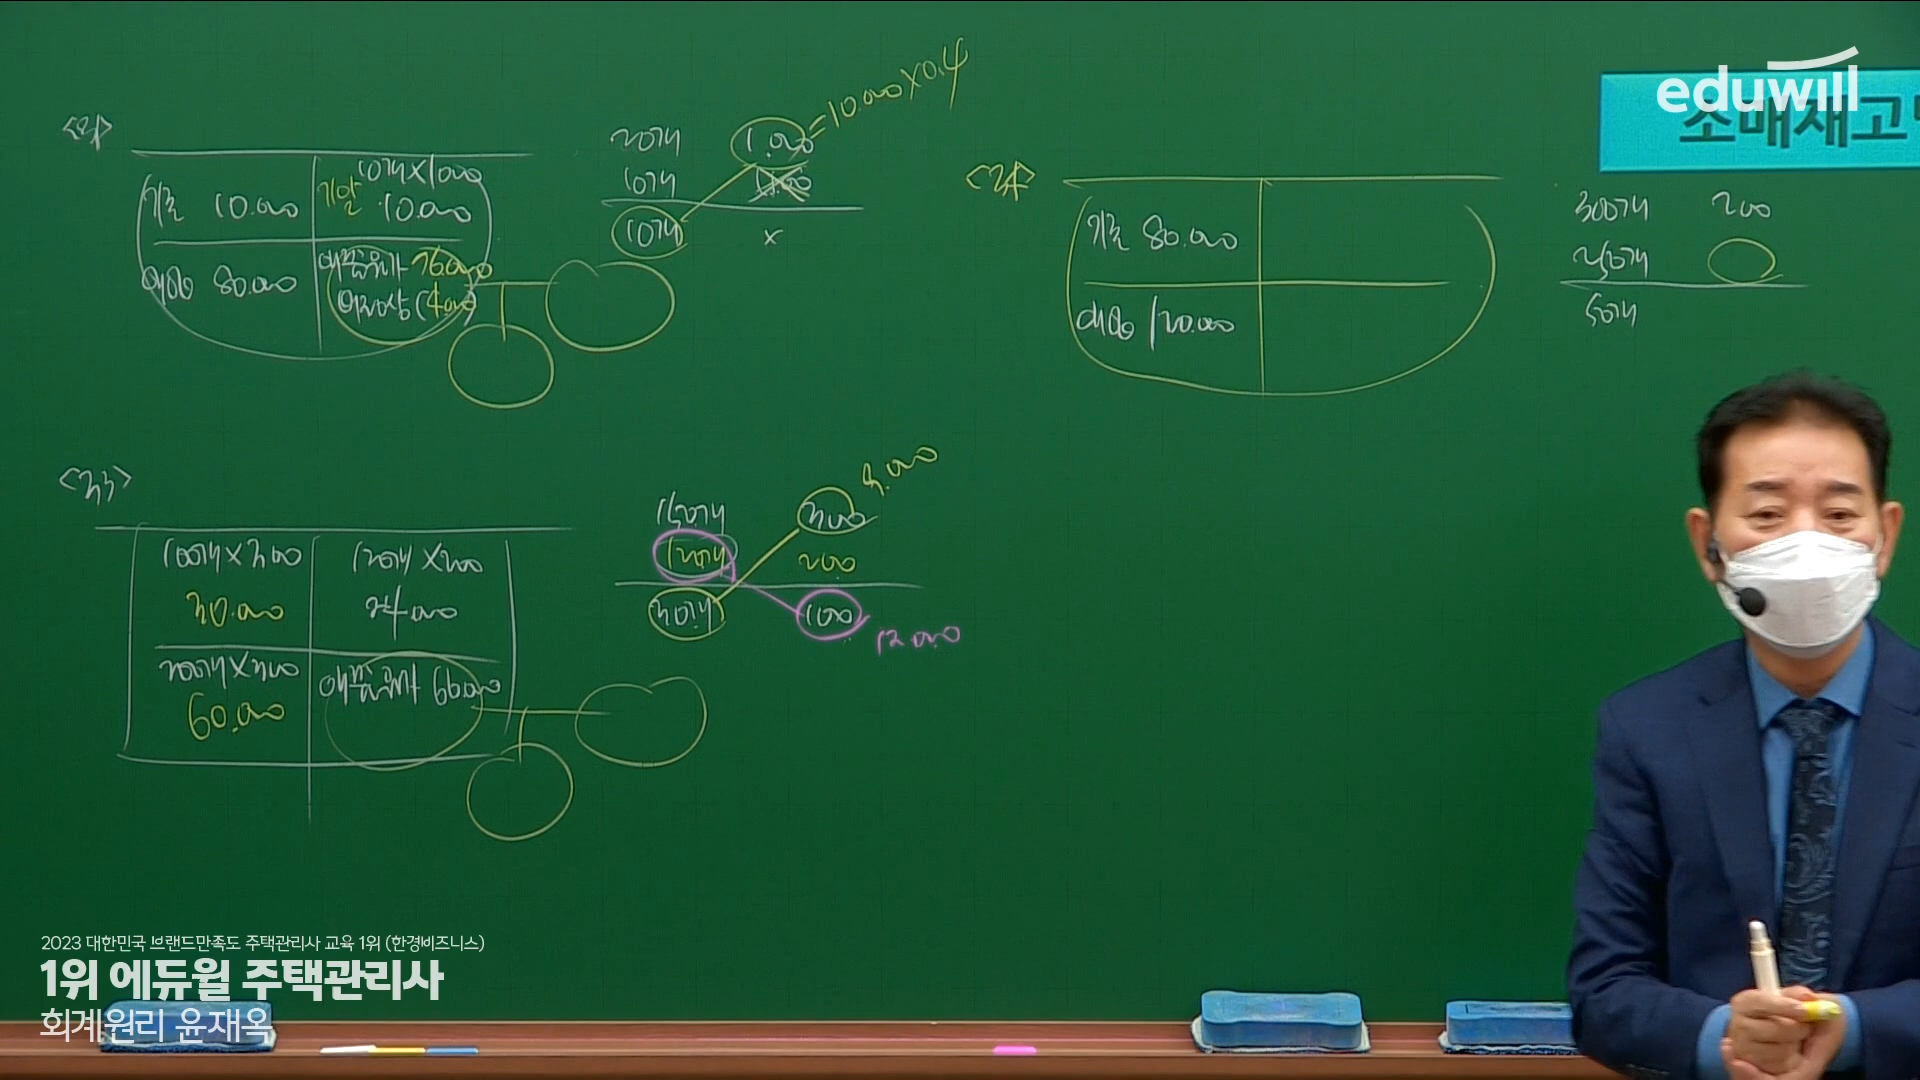 eduwill
소매재고
10개×1,000
기초 10,000
기말 10,000
매입 80,000
매출원가 76,000
(4,000)
20개 1,000 = 10,000×0.4
10개
10개 ×
기초 80,000
매입 120,000
300개 200
250개
50개
<33>
100개×300
30,000
120개×200
24,000
200개×300
60,000
매출원가 66,000
150개 300 9,000
120개 200
30개 100 12,000
2023 대한민국 브랜드만족도 주택관리사 교육 1위 (한경비즈니스)
1위 에듀윌 주택관리사
회계원리 윤재옥